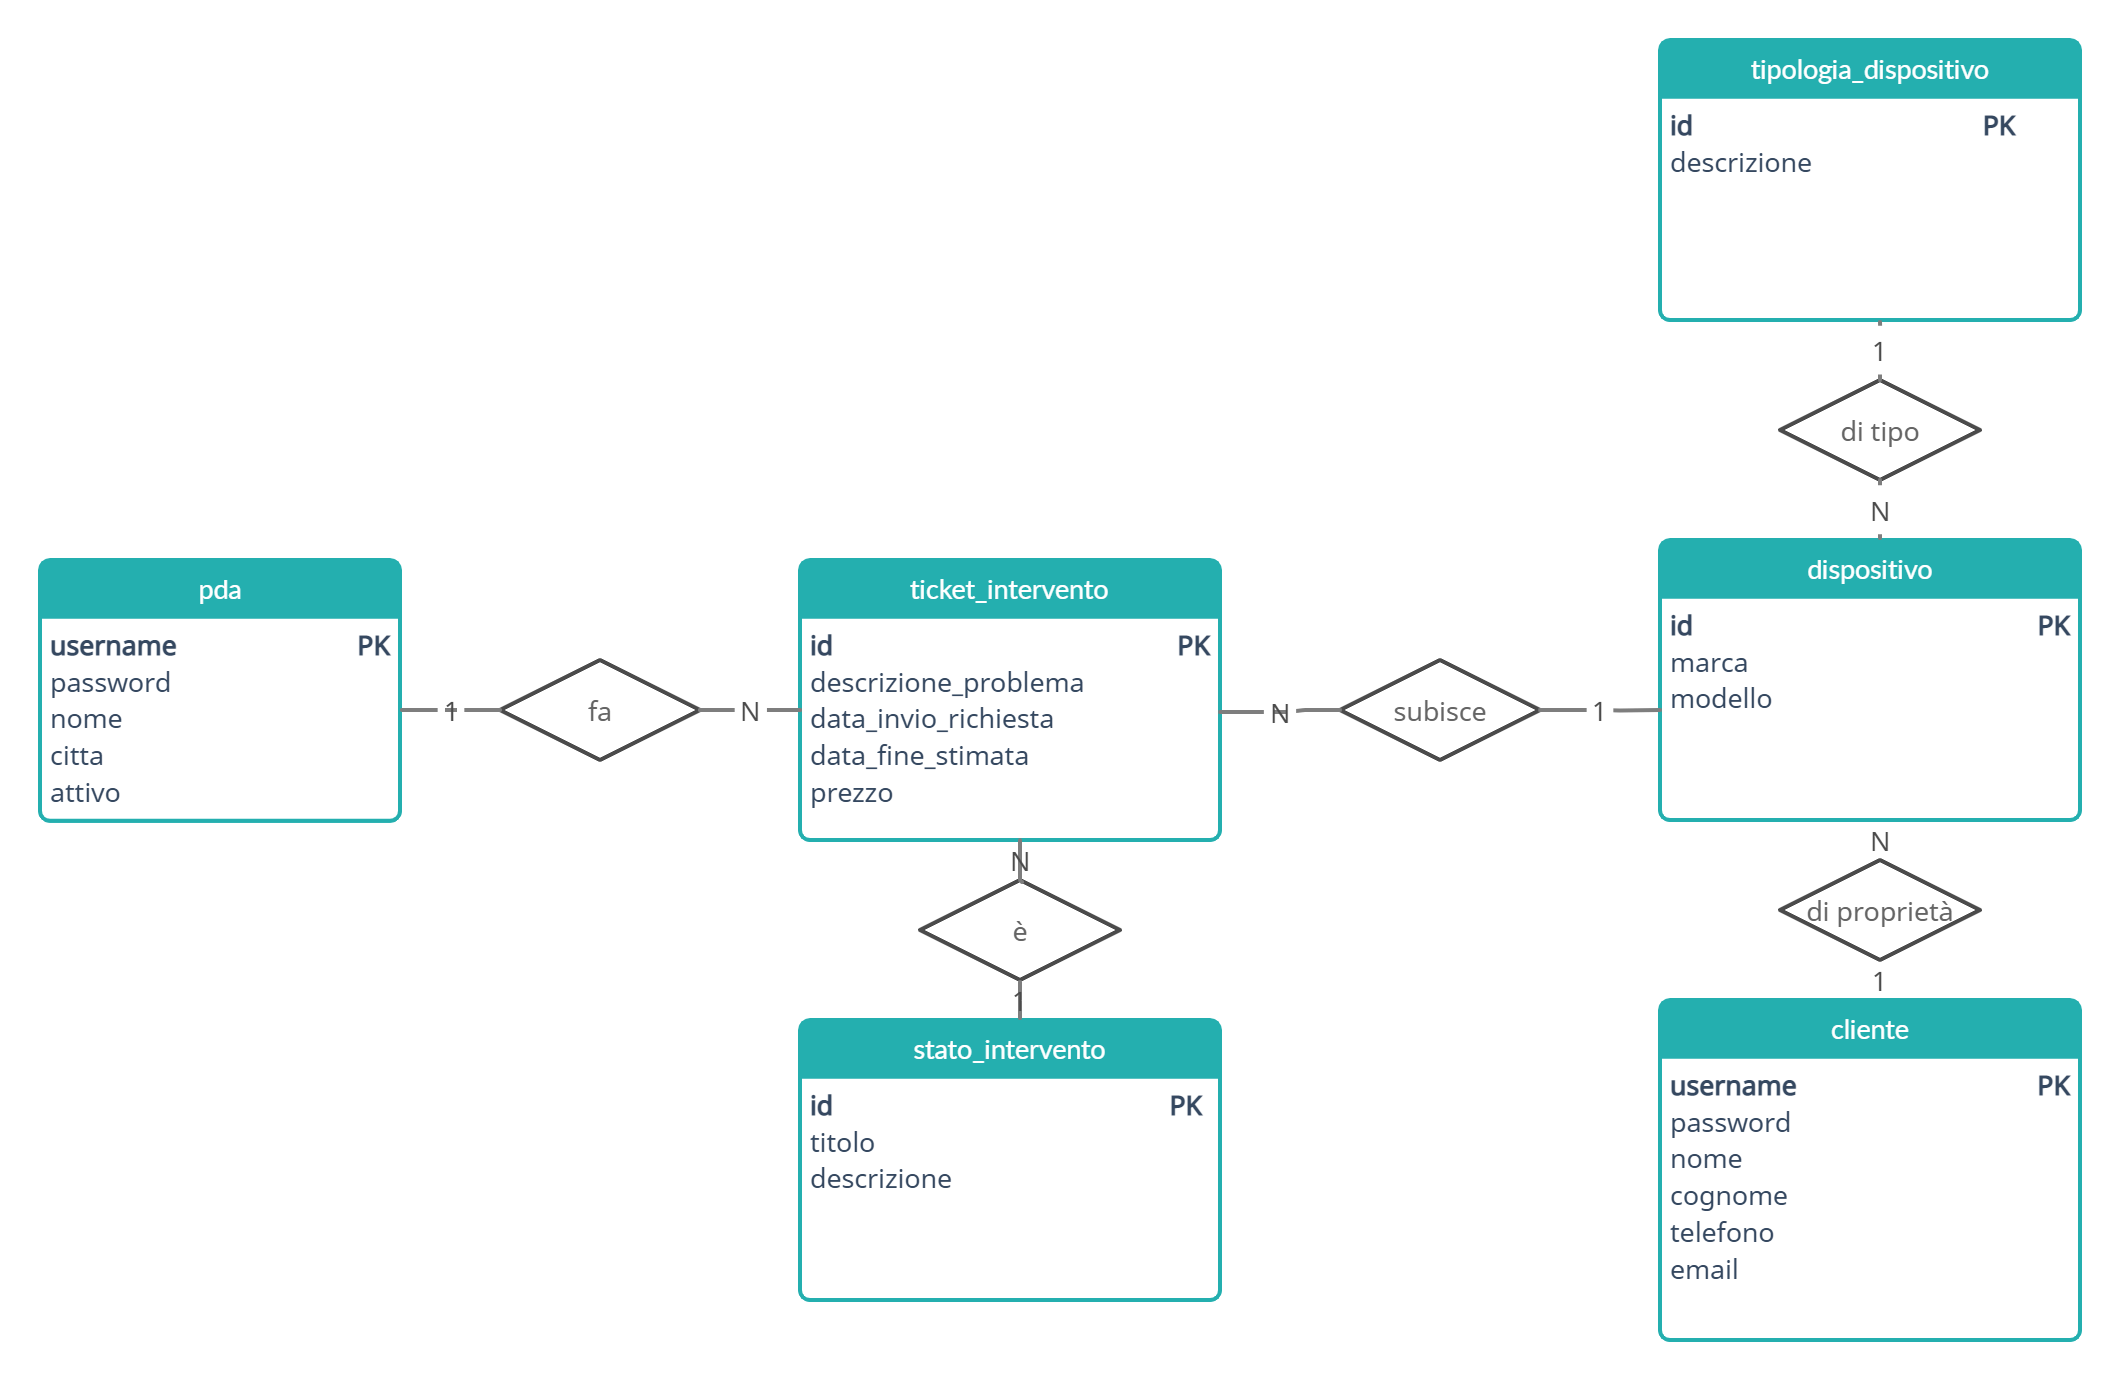 tipologia_dispositivo
id PK
descrizione
1
di tipo
N
dispositivo
id PK
marca
modello
pda
username PK
password
nome
citta
attivo
1
fa
N
ticket_intervento
id PK
descrizione_problema
data_invio_richiesta
data_fine_stimata
prezzo
N
subisce
1
N
è
1
stato_intervento
id PK
titolo
descrizione
N
di proprietà
1
cliente
username PK
password
nome
cognome
telefono
email